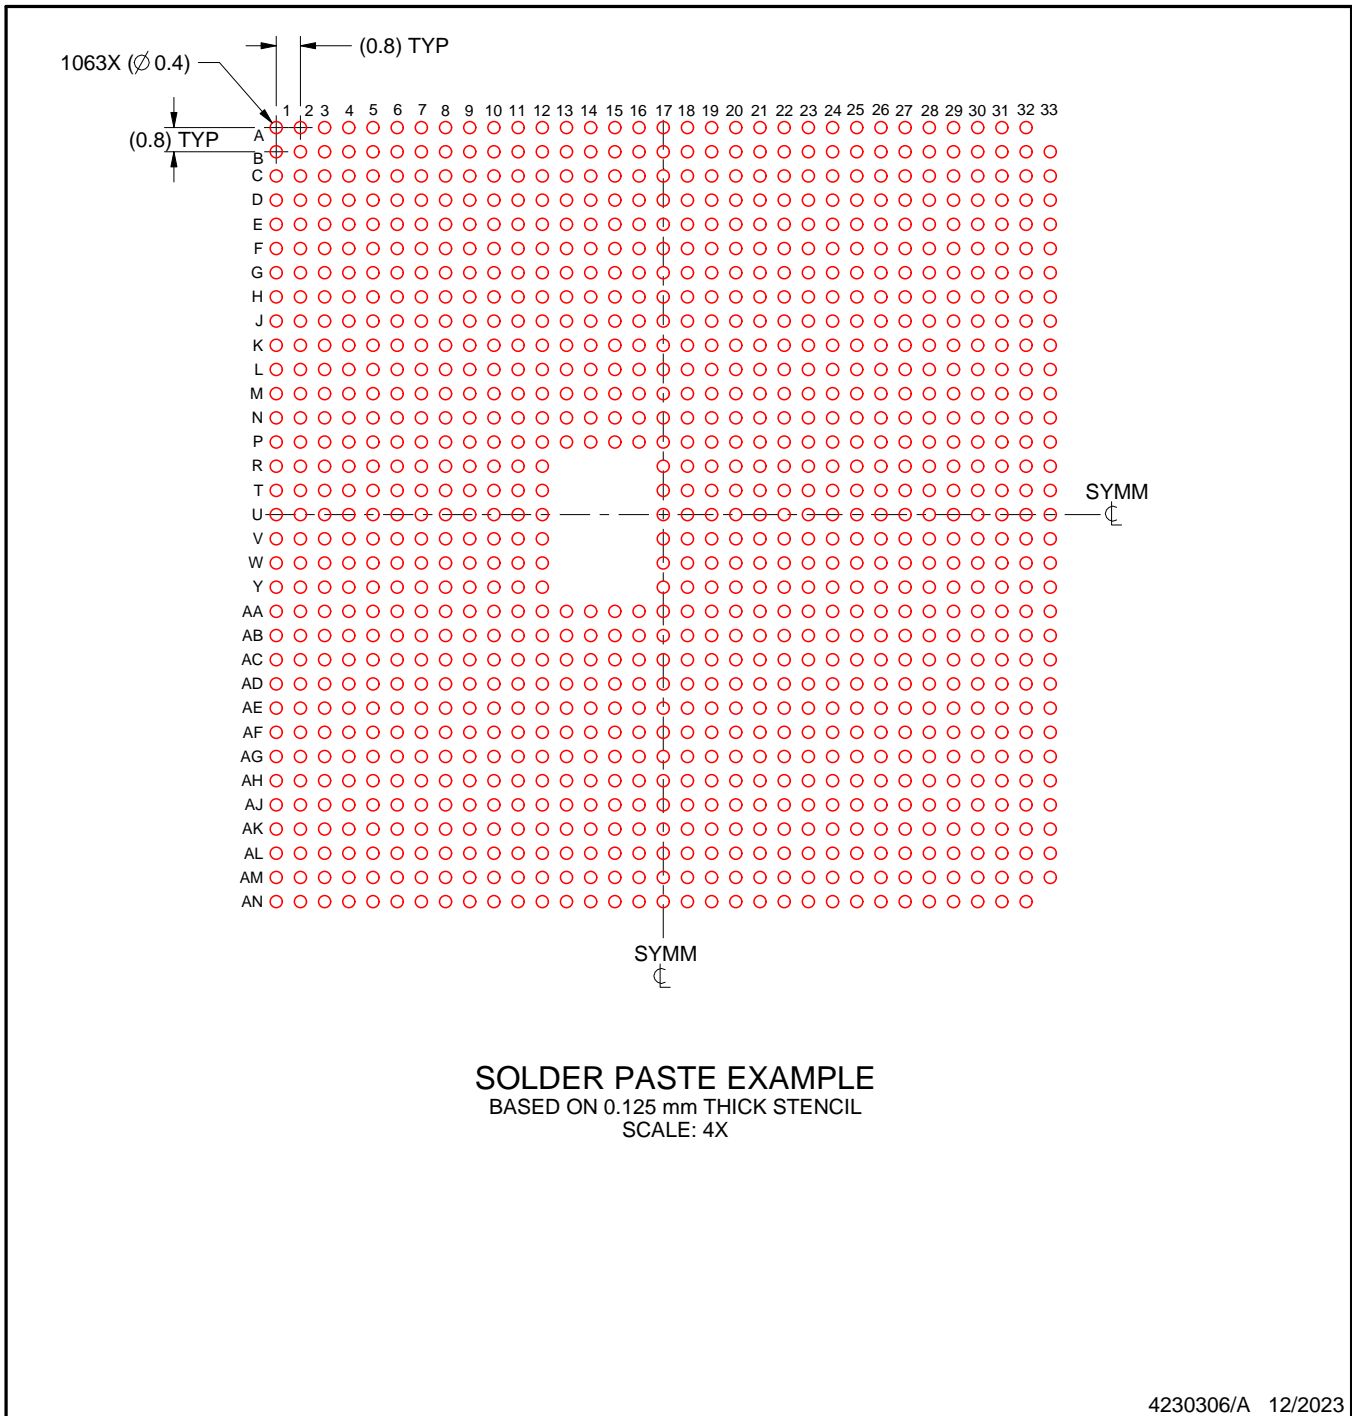 (0.8) TYP
1063X (∅ 0.4)
1 2 3 4 5 6 7 8 9 10 11 12 13 14 15 16 17 18 19 20 21 22 23 24 25 26 27 28 29 30 31 32 33
(0.8) TYP
A
B
C
D
E
F
G
H
J
K
L
M
N
P
R
T
SYMM
U
V
W
Y
AA
AB
AC
AD
AE
AF
AG
AH
AJ
AK
AL
AM
AN
SYMM
SOLDER PASTE EXAMPLE
BASED ON 0.125 mm THICK STENCIL
SCALE: 4X
4230306/A 12/2023